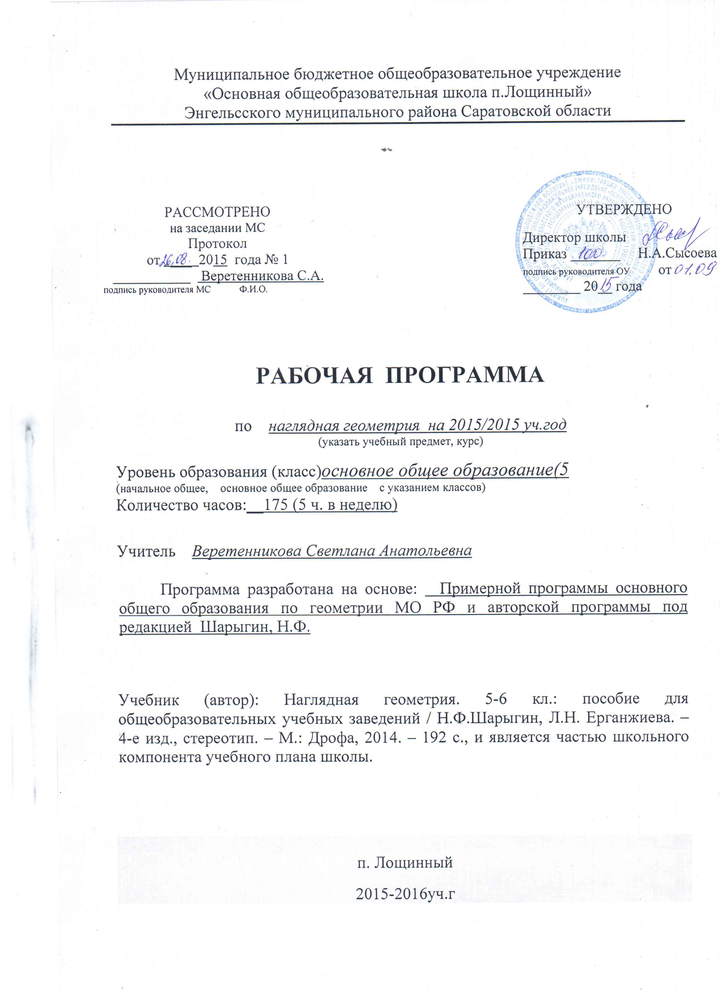 Муниципальное бюджетное общеобразовательное учреждение
«Основная общеобразовательная школа п.Лощинный»
Энгельсского муниципального района Саратовской области
РАССМОТРЕНО
на заседании МС
Протокол
от 26.08. 2015 года № 1
Веретенникова С.А.
подпись руководителя МС Ф.И.О.
УТВЕРЖДЕНО
Директор школы
Приказ 100 Н.А.Сысоева
подпись руководителя ОУ от 01.09
2015 года
РАБОЧАЯ ПРОГРАММА
по наглядная геометрия на 2015/2015 уч.год
(указать учебный предмет, курс)
Уровень образования (класс)основное общее образование(5
(начальное общее, основное общее образование с указанием классов)
Количество часов:__175 (5 ч. в неделю)
Учитель Веретенникова Светлана Анатольевна
Программа разработана на основе: Примерной программы основного
общего образования по геометрии МО РФ и авторской программы под
редакцией Шарыгин, Н.Ф.
Учебник (автор): Наглядная геометрия. 5-6 кл.: пособие для
общеобразовательных учебных заведений / Н.Ф.Шарыгин, Л.Н. Ерганжиева. –
4-е изд., стереотип. – М.: Дрофа, 2014. – 192 с., и является частью школьного
компонента учебного плана школы.
п. Лощинный
2015-2016уч.г